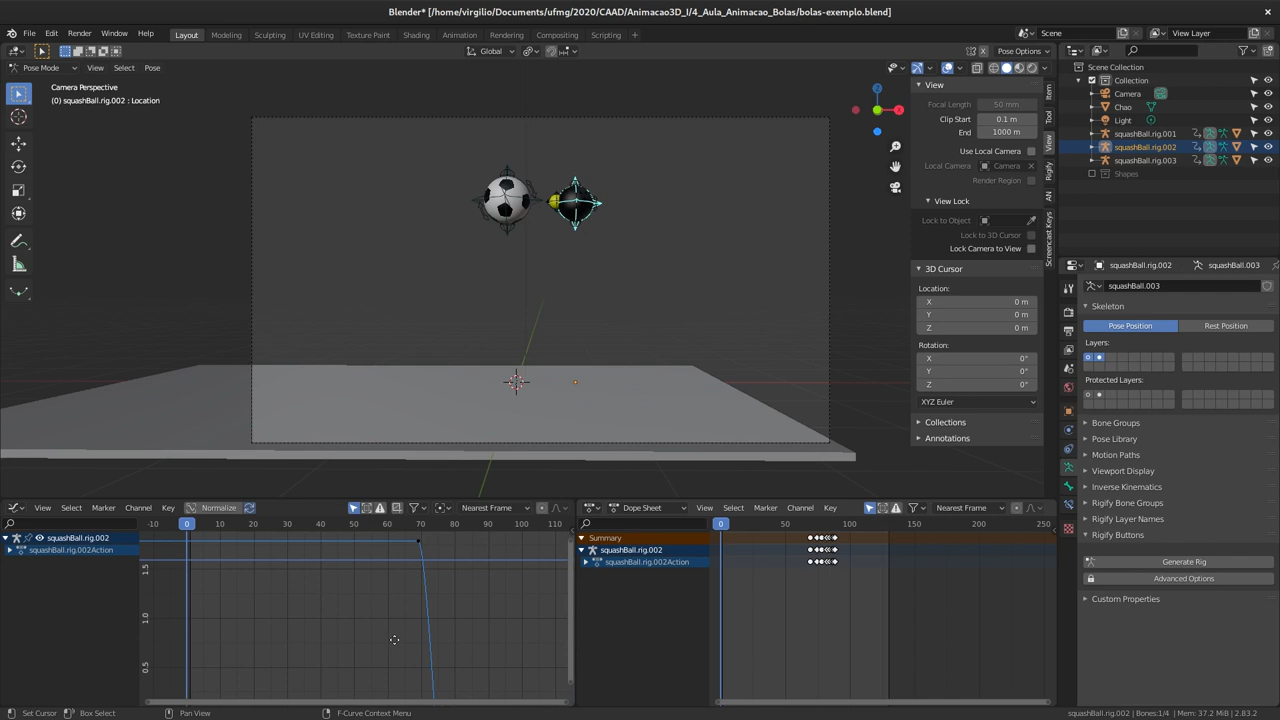 Blender* [/home/virgilio/Documents/ufmg/2020/CAAD/Animacao3D_I/4_Aula_Animacao_Bolas/bolas-exemplo.blend]
File Edit Render Window Help Layout Modeling Sculpting UV Editing Texture Paint Shading Animation Rendering Compositing Scripting + Scene View Layer
Global Pose Options
Pose Mode View Select Pose
Camera Perspective
(0) squashBall.rig.002 : Location
View
Focal Length 50 mm
Clip Start 0.1 m
End 1000 m
Use Local Camera
Local Camera Camera
Render Region
View Lock
Lock to Object
Lock to 3D Cursor
Lock Camera to View
3D Cursor
Location:
X 0 m
Y 0 m
Z 0 m
Rotation:
X 0°
Y 0°
Z 0°
XYZ Euler
Collections
Annotations
Item
Tool
View
Rigify
AN
Screencast Keys
X
Z
Scene Collection
Collection
Camera
Chao
Light
squashBall.rig.001
squashBall.rig.002
squashBall.rig.003
Shapes
squashBall.rig.002 squashBall.003
squashBall.003
Skeleton
Pose Position Rest Position
Layers:
Protected Layers:
Bone Groups
Pose Library
Motion Paths
Viewport Display
Inverse Kinematics
Rigify Bone Groups
Rigify Layer Names
Rigify Buttons
Generate Rig
Advanced Options
Custom Properties
View Select Marker Channel Key Normalize Nearest Frame
-10 0 10 20 30 40 50 60 70 80 90 100 110
squashBall.rig.002
squashBall.rig.002Action
1.5
1.0
0.5
Dope Sheet View Select Marker Channel Key Nearest Frame
0 50 100 150 200 250
Summary
squashBall.rig.002
squashBall.rig.002Action
Set Cursor Box Select Pan View F-Curve Context Menu squashBall.rig.002 | Bones:1/4 | Mem: 37.2 MiB | 2.83.2